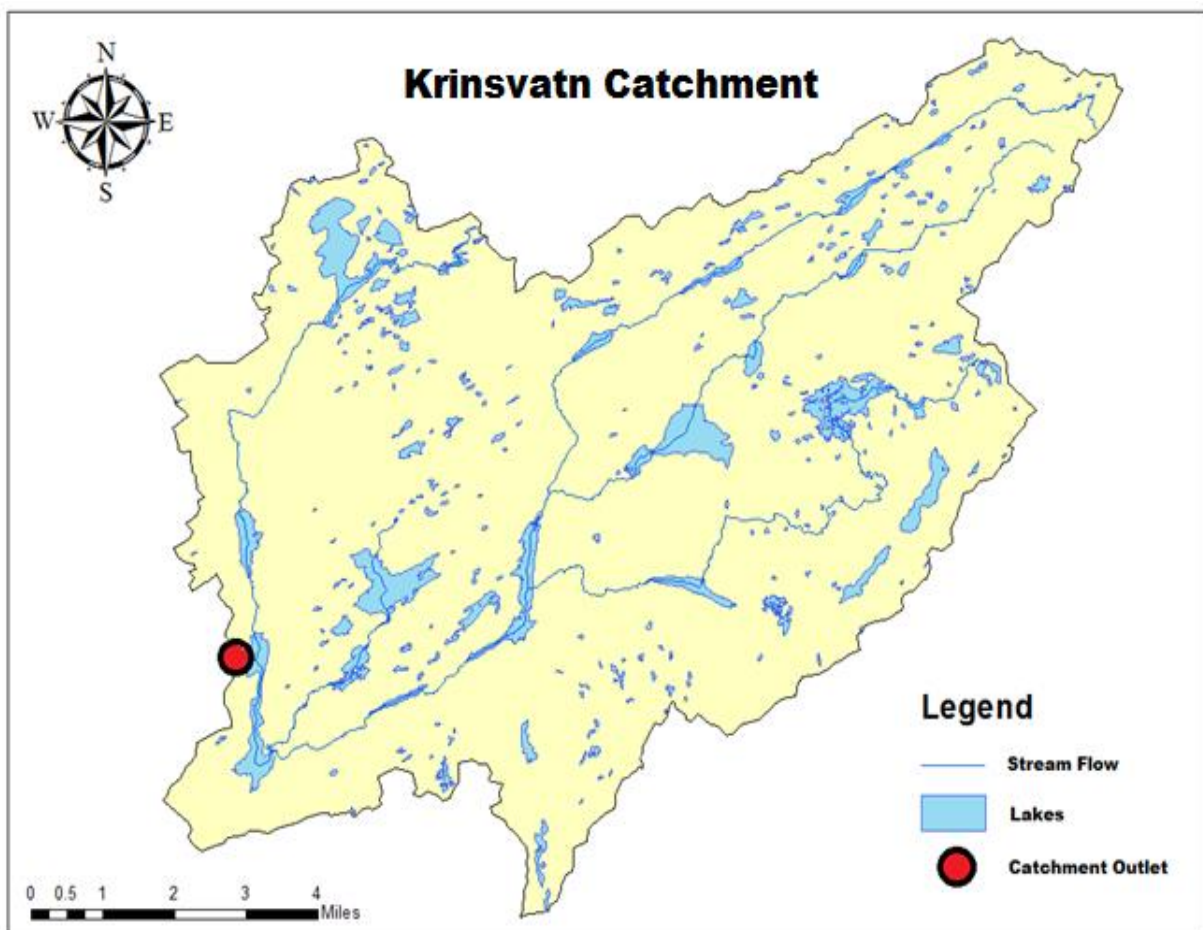 N
W E
S
Krinsvatn Catchment
Legend
Stream Flow
Lakes
Catchment Outlet
0 0.5 1 2 3 4
Miles